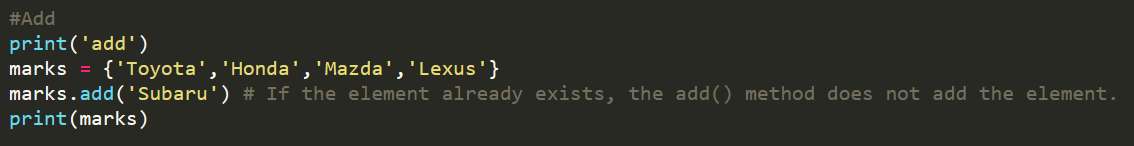 #Add
print('add')
marks = {'Toyota','Honda','Mazda','Lexus'}
marks.add('Subaru') # If the element already exists, the add() method does not add the element.
print(marks)